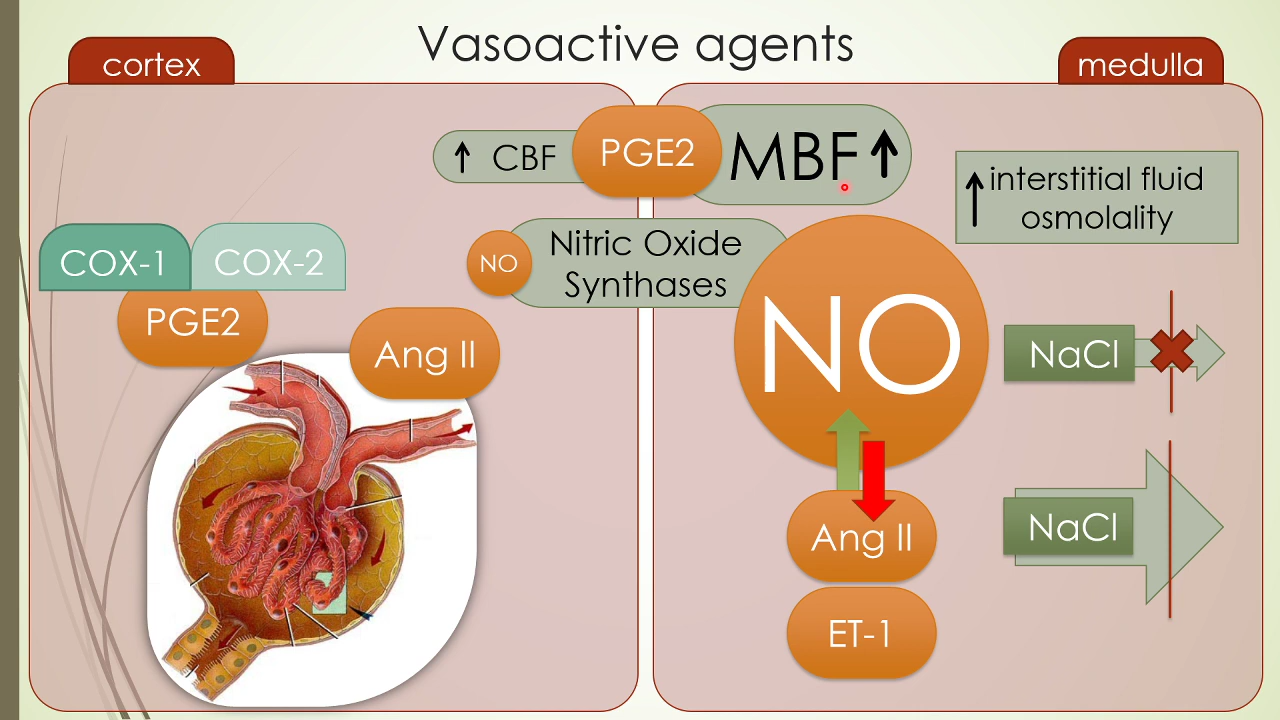 Vasoactive agents
cortex
medulla
↑ CBF
PGE2
MBF ↑
↑ interstitial fluid
osmolality
COX-1
COX-2
PGE2
Ang II
NO
Nitric Oxide
Synthases
NO
NaCl
Ang II
NaCl
ET-1